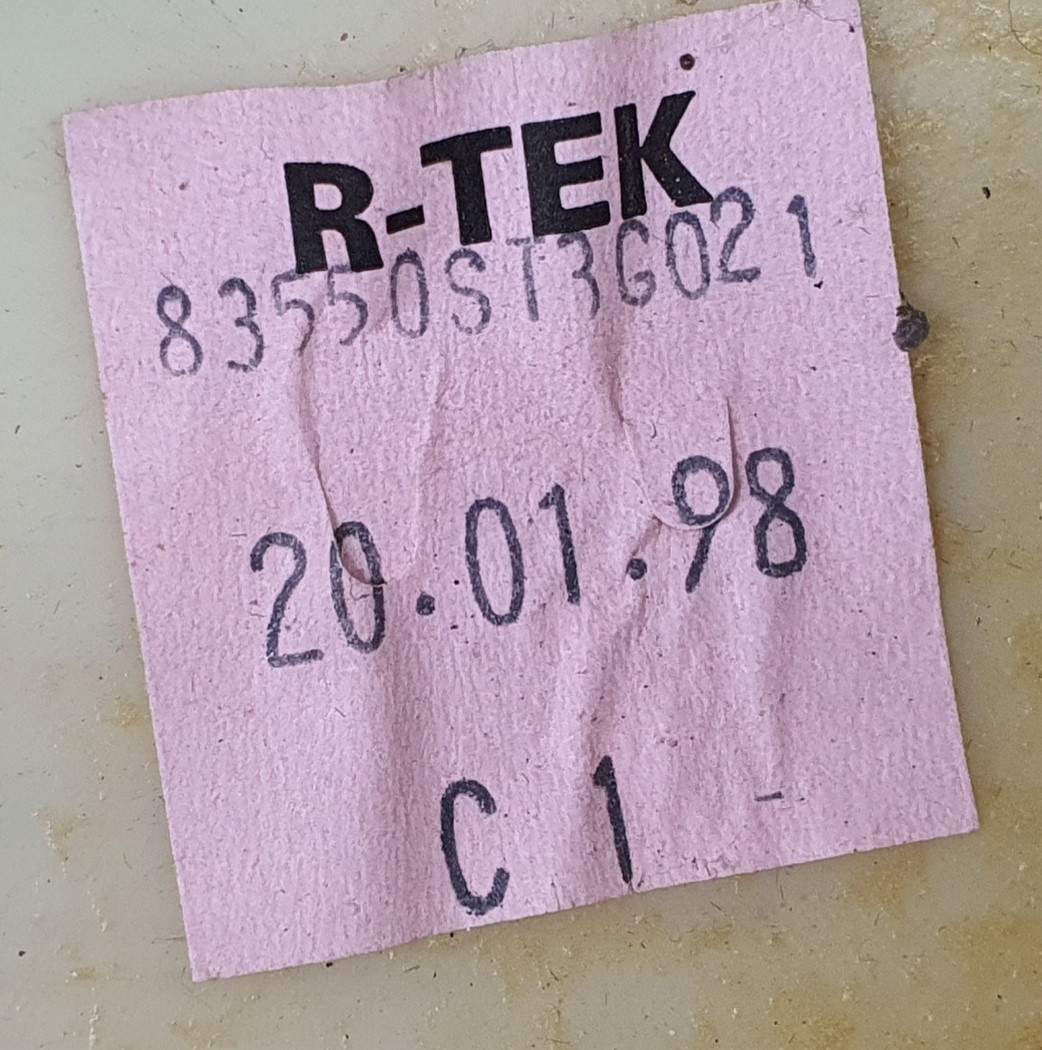 R-TEK
83550ST3G021
20.01.98
C 1 -